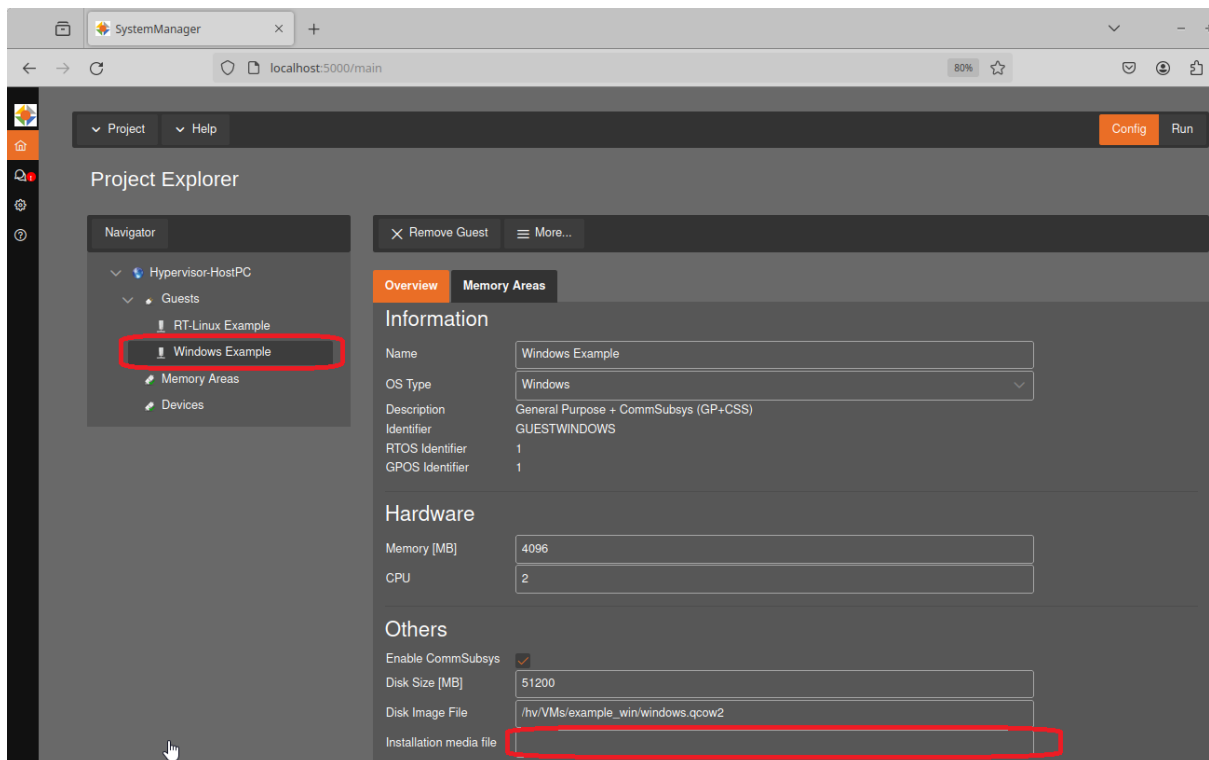 SystemManager
localhost:5000/main
80%
Project
Help
Config
Run
Project Explorer
Navigator
Remove Guest
More...
Hypervisor-HostPC
Guests
RT-Linux Example
Windows Example
Memory Areas
Devices
Overview
Memory Areas
Information
Name
Windows Example
OS Type
Windows
Description
General Purpose + CommSubsys (GP+CSS)
Identifier
GUESTWINDOWS
RTOS Identifier
1
GPOS Identifier
1
Hardware
Memory [MB]
4096
CPU
2
Others
Enable CommSubsys
Disk Size [MB]
51200
Disk Image File
/hv/VMs/example_win/windows.qcow2
Installation media file